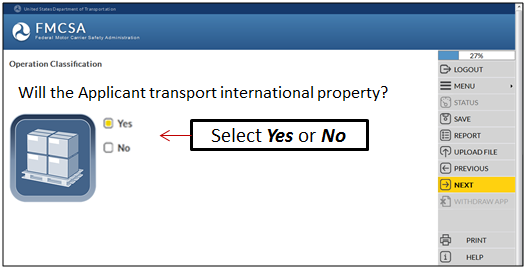 United States Department of Transportation
FMCSA
Federal Motor Carrier Safety Administration
27%
Operation Classification
Will the Applicant transport international property?
Yes
No
Select Yes or No
LOGOUT
MENU
STATUS
SAVE
REPORT
UPLOAD FILE
PREVIOUS
NEXT
WITHDRAW APP
PRINT
HELP